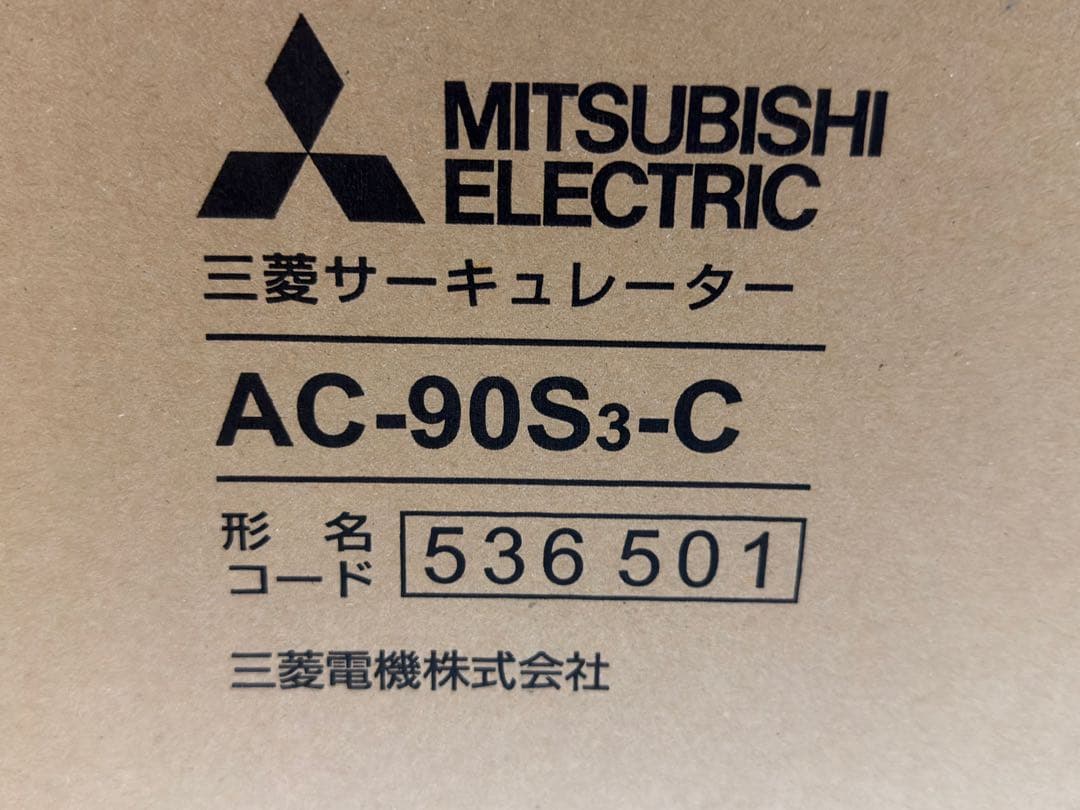 MITSUBISHI
ELECTRIC
三菱サーキュレーター
AC-90S3-C
形名
コード
536 501
三菱電機株式会社